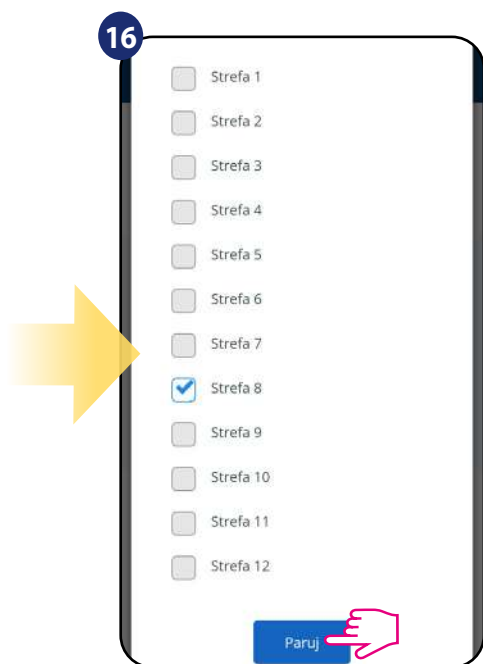 16
Strefa 1
Strefa 2
Strefa 3
Strefa 4
Strefa 5
Strefa 6
Strefa 7
Strefa 8
Strefa 9
Strefa 10
Strefa 11
Strefa 12
Paruj